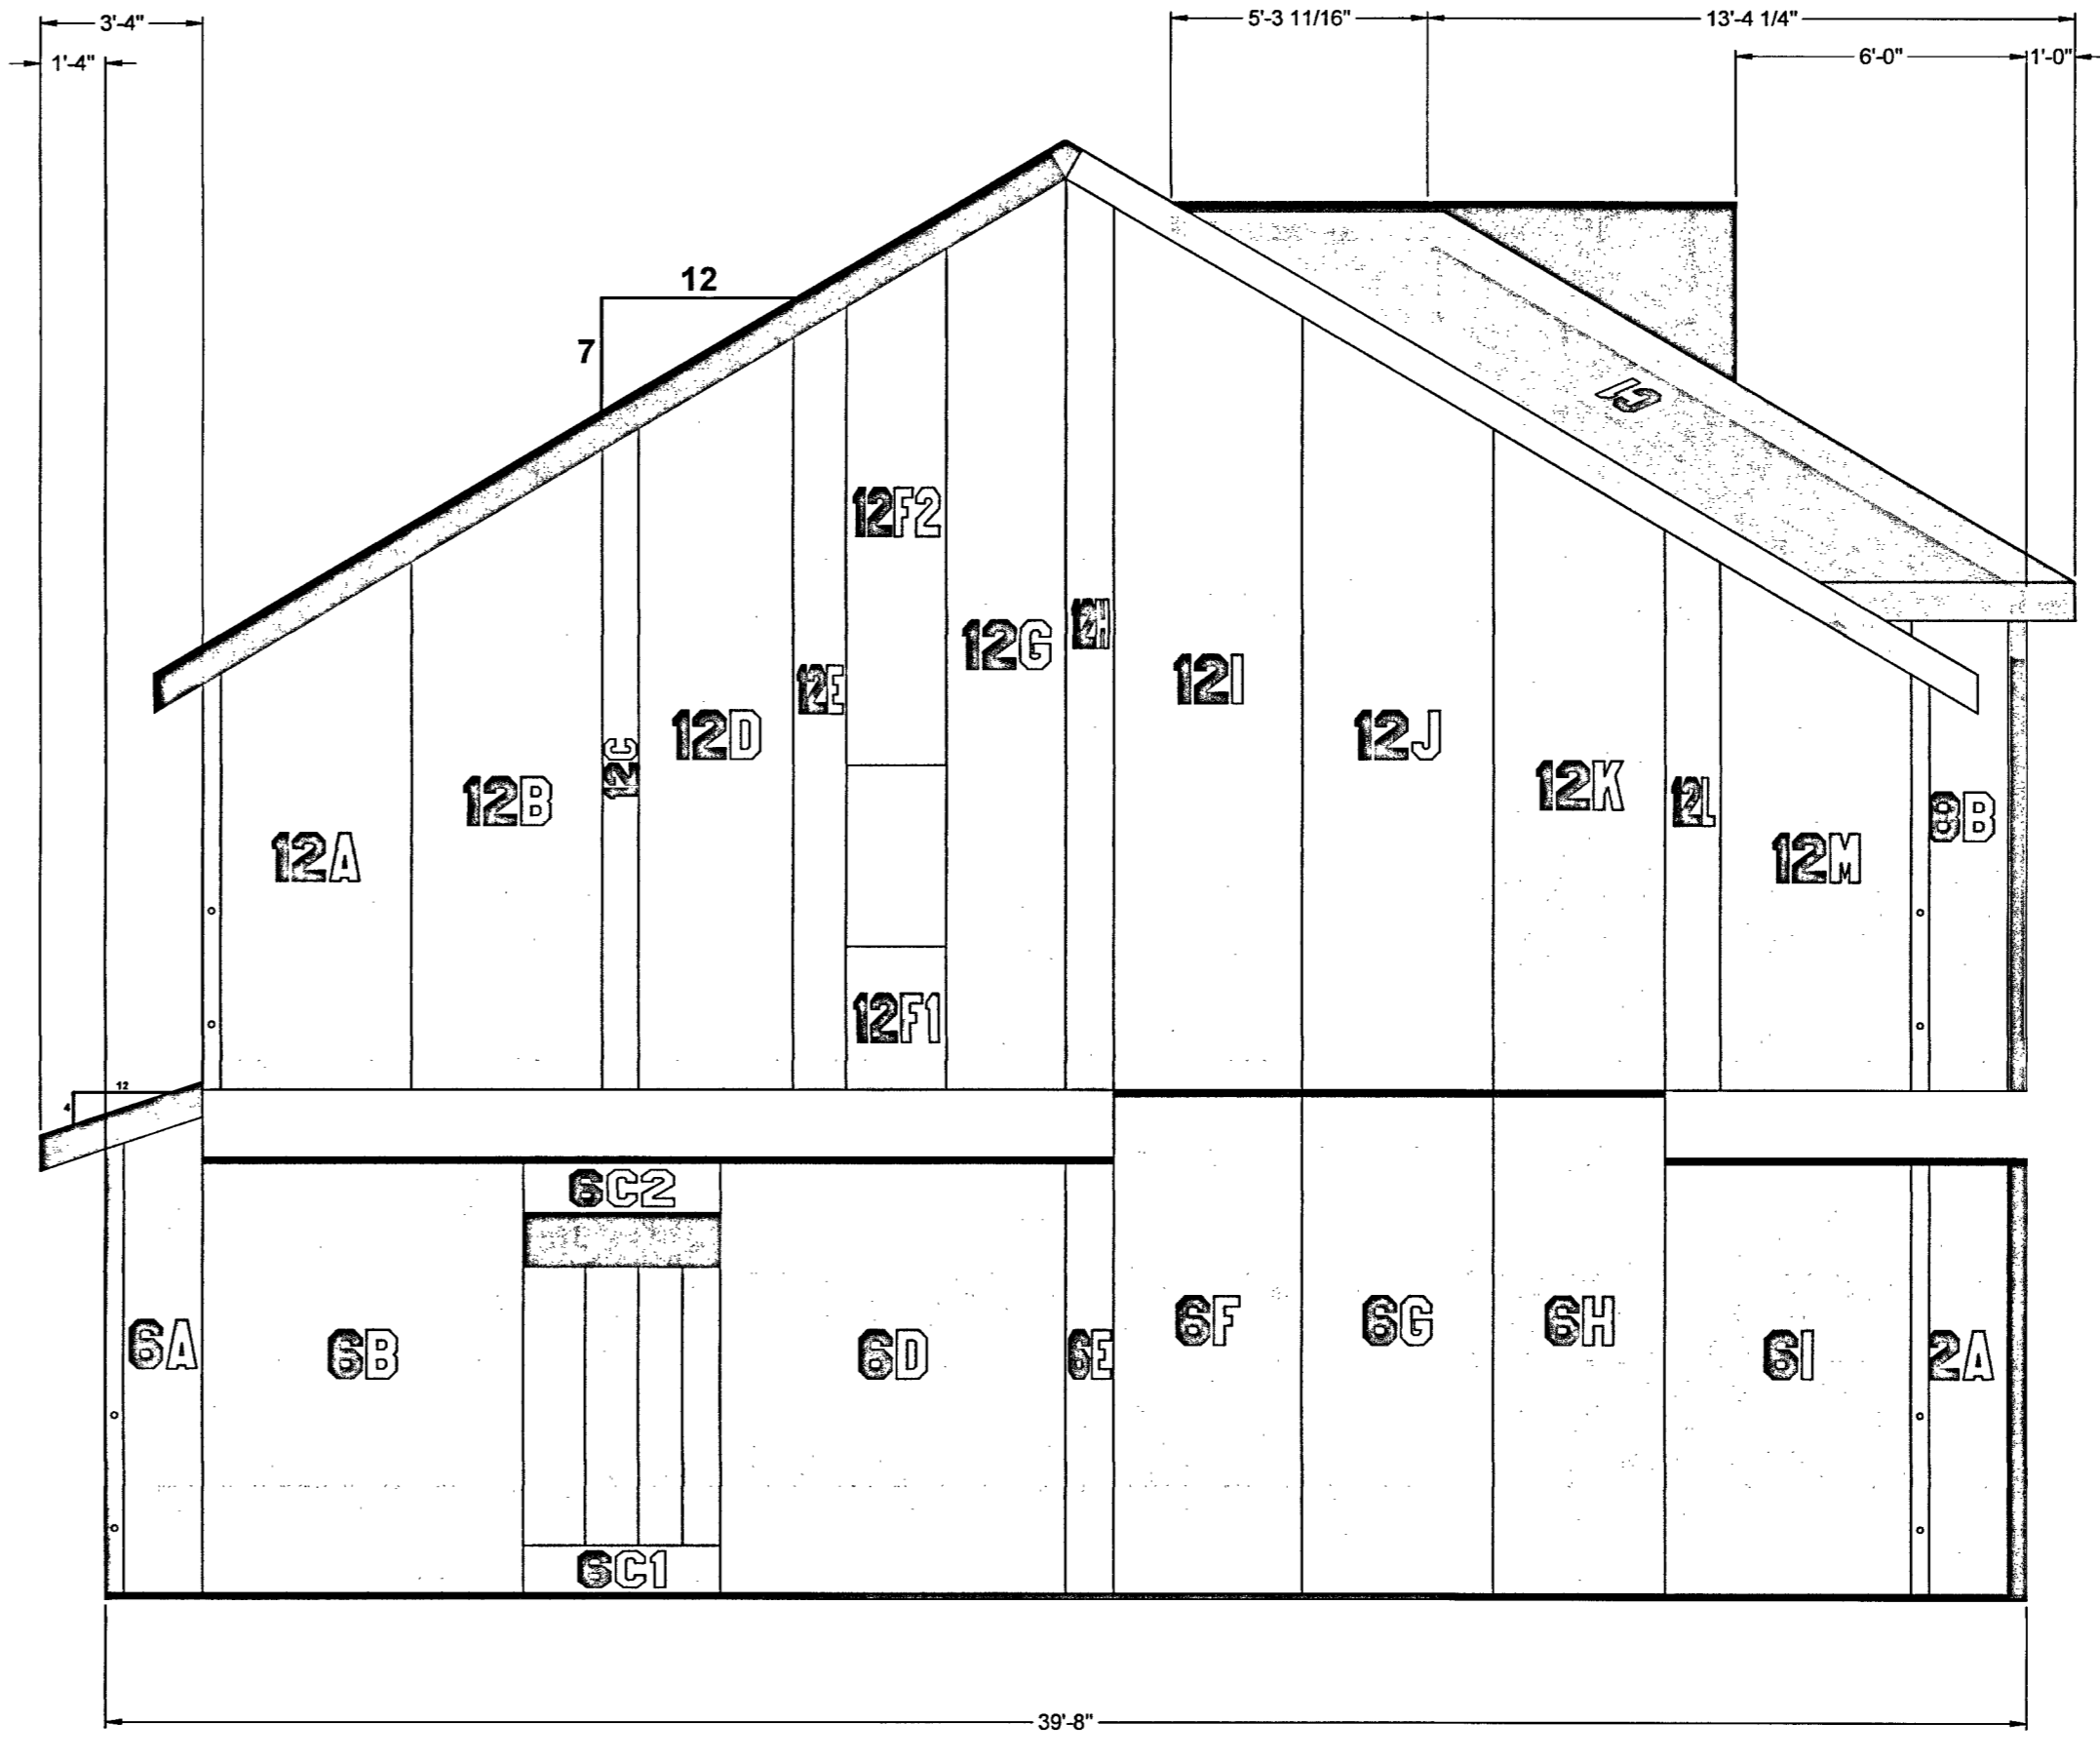 3'-4"
5'-3 11/16"
13'-4 1/4"
1'-4"
6'-0"
1'-0"
12
7
C1
12F2
12H
12G
12I
12E
12D
12J
12C
12B
12K
12L
8B
12A
12M
12F1
12
4
6C2
6A
6B
6D
6E
6F
6G
6H
6I
2A
6C1
39'-8"